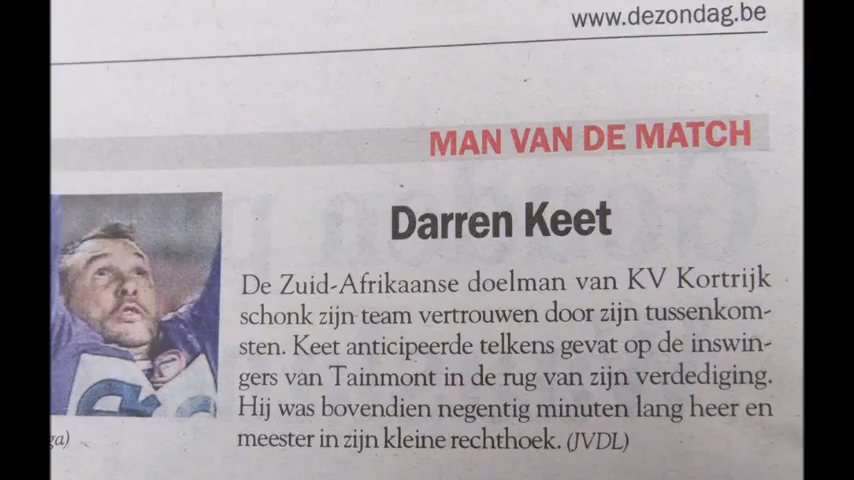 www.dezondag.be
MAN VAN DE MATCH
Darren Keet
De Zuid-Afrikaanse doelman van KV Kortrijk
schonk zijn team vertrouwen door zijn tussenkom-
sten. Keet anticipeerde telkens gevat op de inswin-
gers van Tainmont in de rug van zijn verdediging.
Hij was bovendien negentig minuten lang heer en
meester in zijn kleine rechthoek. (JVDL)